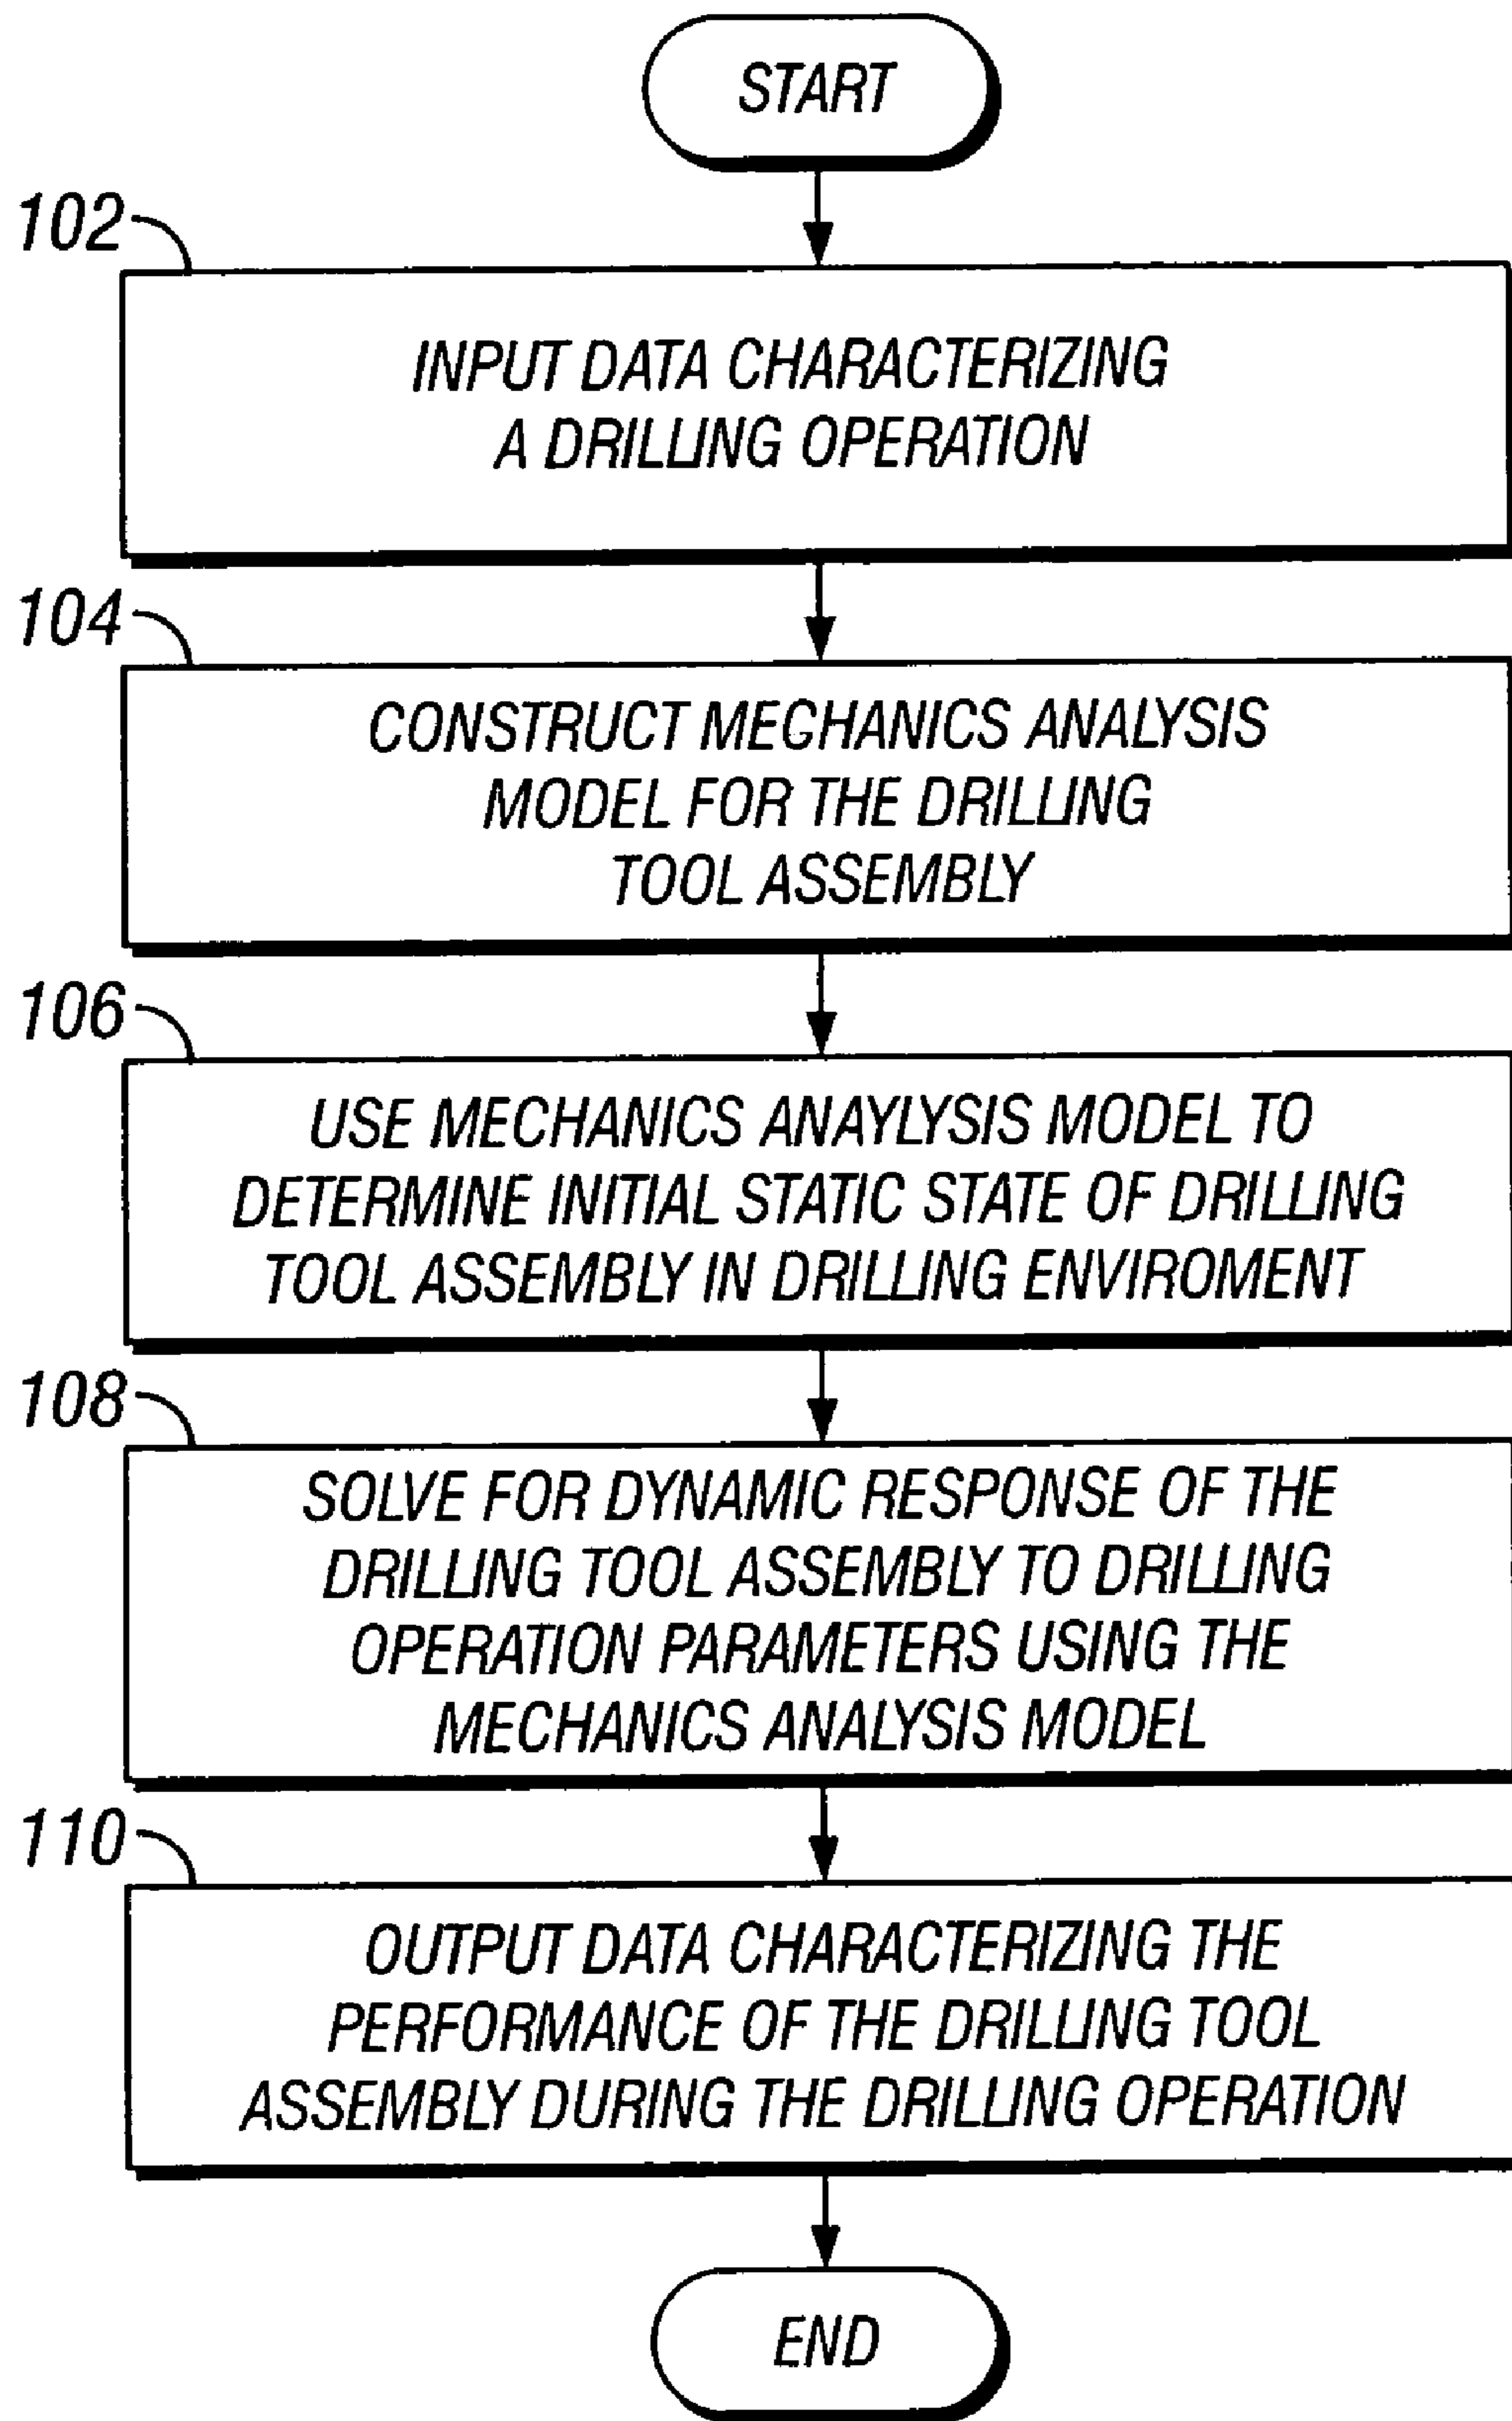 START
102
INPUT DATA CHARACTERIZING
A DRILLING OPERATION
104
CONSTRUCT MECHANICS ANALYSIS
MODEL FOR THE DRILLING
TOOL ASSEMBLY
106
USE MECHANICS ANAYLYSIS MODEL TO
DETERMINE INITIAL STATIC STATE OF DRILLING
TOOL ASSEMBLY IN DRILLING ENVIROMENT
108
SOLVE FOR DYNAMIC RESPONSE OF THE
DRILLING TOOL ASSEMBLY TO DRILLING
OPERATION PARAMETERS USING THE
MECHANICS ANALYSIS MODEL
110
OUTPUT DATA CHARACTERIZING THE
PERFORMANCE OF THE DRILLING TOOL
ASSEMBLY DURING THE DRILLING OPERATION
END